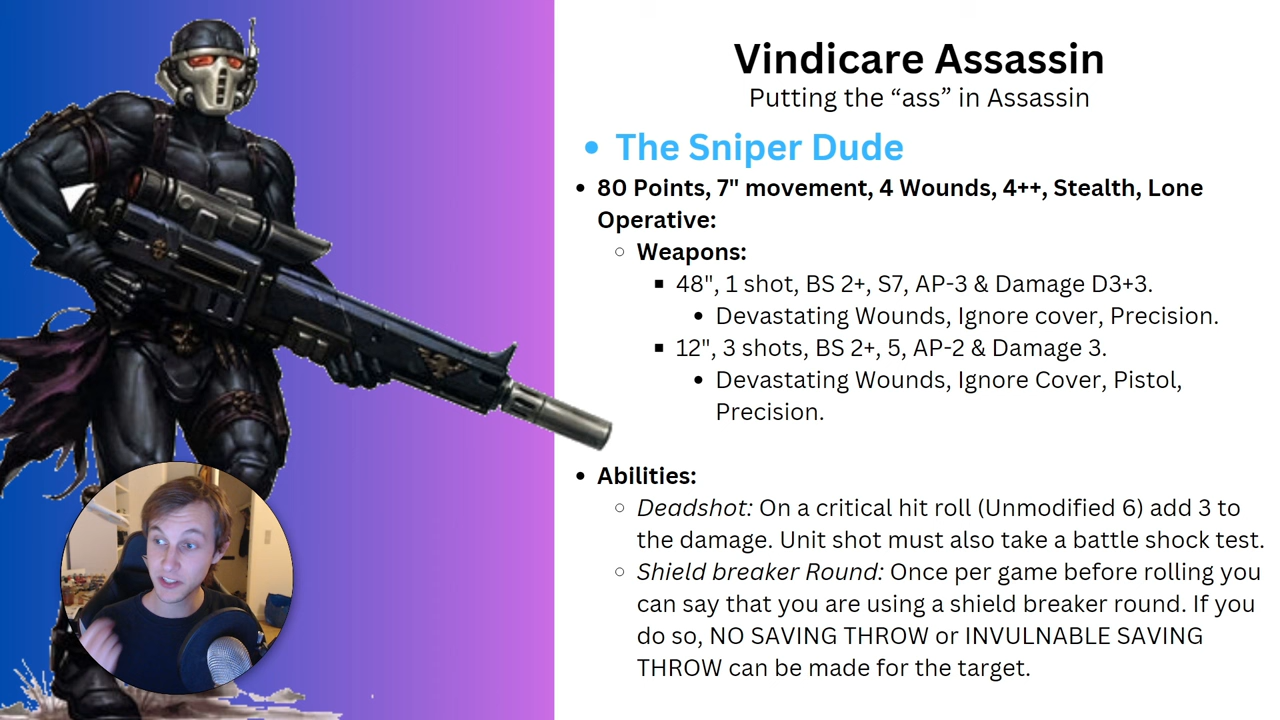 Vindicare Assassin
Putting the “ass” in Assassin
• The Sniper Dude
• 80 Points, 7" movement, 4 Wounds, 4++, Stealth, Lone
Operative:
○ Weapons:
▪ 48", 1 shot, BS 2+, S7, AP-3 & Damage D3+3.
• Devastating Wounds, Ignore cover, Precision.
▪ 12", 3 shots, BS 2+, 5, AP-2 & Damage 3.
• Devastating Wounds, Ignore Cover, Pistol,
Precision.
• Abilities:
○ Deadshot: On a critical hit roll (Unmodified 6) add 3 to
the damage. Unit shot must also take a battle shock test.
○ Shield breaker Round: Once per game before rolling you
can say that you are using a shield breaker round. If you
do so, NO SAVING THROW or INVULNABLE SAVING
THROW can be made for the target.